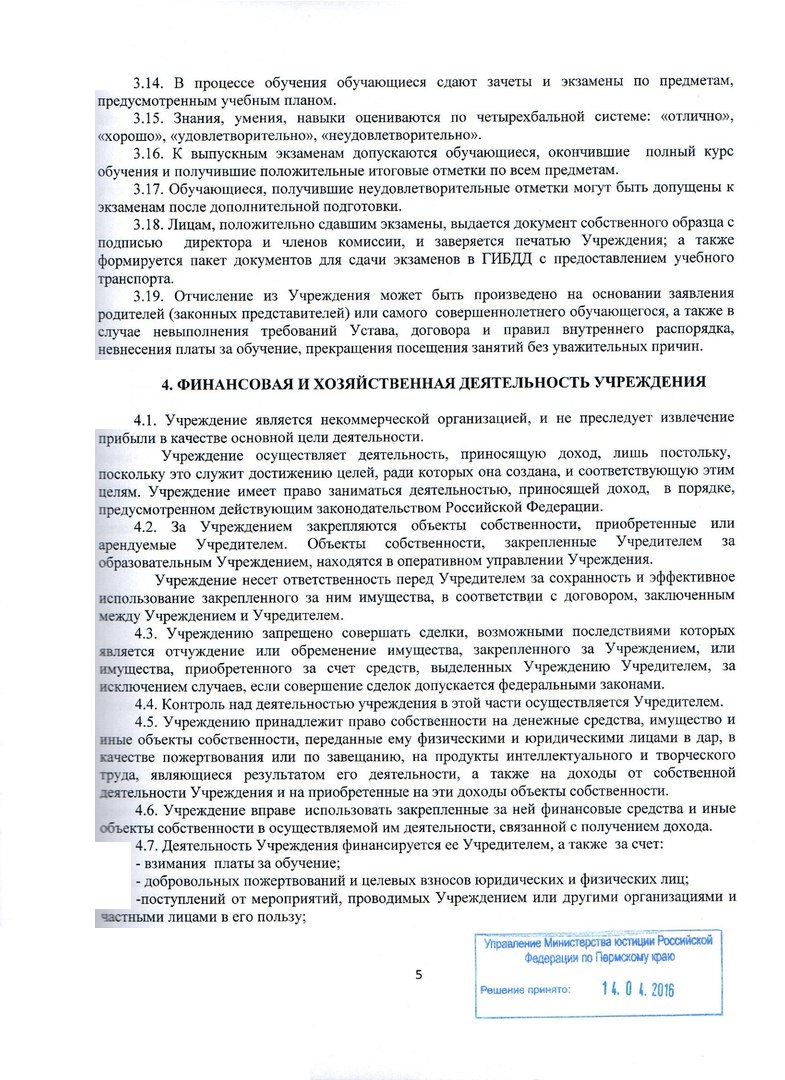 3.14. В процессе обучения обучающиеся сдают зачеты и экзамены по предметам,
предусмотренным учебным планом.
3.15. Знания, умения, навыки оцениваются по четырехбальной системе: «отлично»,
«хорошо», «удовлетворительно», «неудовлетворительно».
3.16. К выпускным экзаменам допускаются обучающиеся, окончившие полный курс
обучения и получившие положительные итоговые отметки по всем предметам.
3.17. Обучающиеся, получившие неудовлетворительные отметки могут быть допущены к
экзаменам после дополнительной подготовки.
3.18. Лицам, положительно сдавшим экзамены, выдается документ собственного образца с
подписью директора и членов комиссии, и заверяется печатью Учреждения; а также
формируется пакет документов для сдачи экзаменов в ГИБДД с предоставлением учебного
транспорта.
3.19. Отчисление из Учреждения может быть произведено на основании заявления
родителей (законных представителей) или самого совершеннолетнего обучающегося, а также в
случае невыполнения требований Устава, договора и правил внутреннего распорядка,
невнесения платы за обучение, прекращения посещения занятий без уважительных причин.
4. ФИНАНСОВАЯ И ХОЗЯЙСТВЕННАЯ ДЕЯТЕЛЬНОСТЬ УЧРЕЖДЕНИЯ
4.1. Учреждение является некоммерческой организацией, и не преследует извлечение
прибыли в качестве основной цели деятельности.
Учреждение осуществляет деятельность, приносящую доход, лишь постольку,
поскольку это служит достижению целей, ради которых она создана, и соответствующую этим
целям. Учреждение имеет право заниматься деятельностью, приносящей доход, в порядке,
предусмотренном действующим законодательством Российской Федерации.
4.2. За Учреждением закрепляются объекты собственности, приобретенные или
арендуемые Учредителем. Объекты собственности, закрепленные Учредителем за
образовательным Учреждением, находятся в оперативном управлении Учреждения.
Учреждение несет ответственность перед Учредителем за сохранность и эффективное
использование закрепленного за ним имущества, в соответствии с договором, заключенным
между Учреждением и Учредителем.
4.3. Учреждению запрещено совершать сделки, возможными последствиями которых
является отчуждение или обременение имущества, закрепленного за Учреждением, или
имущества, приобретенного за счет средств, выделенных Учреждению Учредителем, за
исключением случаев, если совершение сделок допускается федеральными законами.
4.4. Контроль над деятельностью учреждения в этой части осуществляется Учредителем.
4.5. Учреждению принадлежит право собственности на денежные средства, имущество и
иные объекты собственности, переданные ему физическими и юридическими лицами в дар, в
качестве пожертвования или по завещанию, на продукты интеллектуального и творческого
труда, являющиеся результатом его деятельности, а также на доходы от собственной
деятельности Учреждения и на приобретенные на эти доходы объекты собственности.
4.6. Учреждение вправе использовать закрепленные за ней финансовые средства и иные
объекты собственности в осуществляемой им деятельности, связанной с получением дохода.
4.7. Деятельность Учреждения финансируется ее Учредителем, а также за счет:
- взимания платы за обучение;
- добровольных пожертвований и целевых взносов юридических и физических лиц;
-поступлений от мероприятий, проводимых Учреждением или другими организациями и
частными лицами в его пользу;
Управление Министерства юстиции Российской
Федерации по Пермскому краю
Решение принято: 14. 0 4. 2016
5